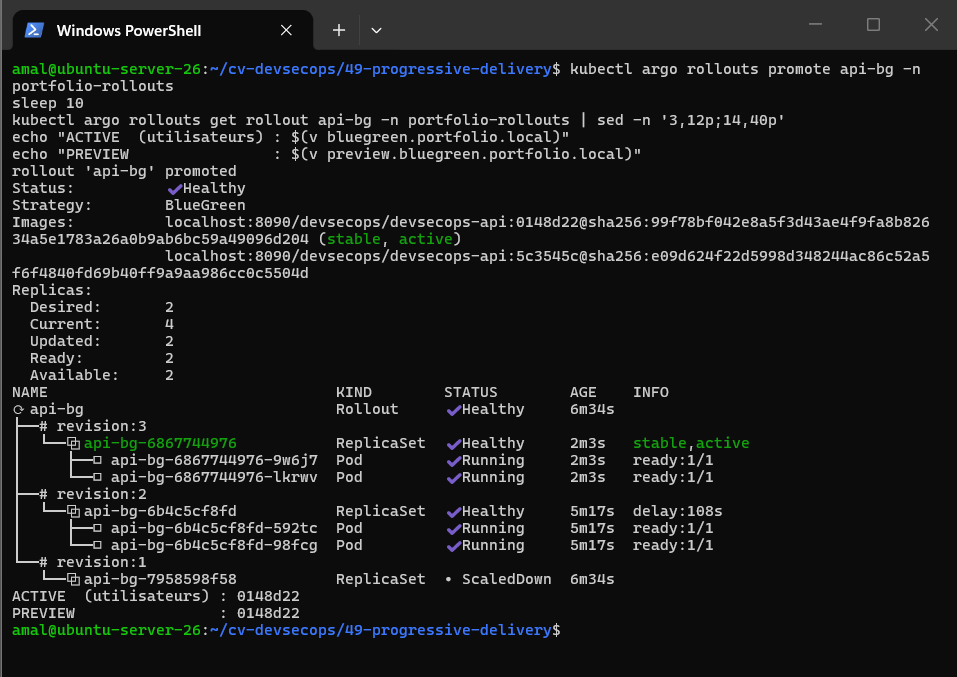 Windows PowerShell
amal@ubuntu-server-26:~/cv-devsecops/49-progressive-delivery$ kubectl argo rollouts promote api-bg -n
portfolio-rollouts
sleep 10
kubectl argo rollouts get rollout api-bg -n portfolio-rollouts | sed -n '3,12p;14,40p'
echo "ACTIVE  (utilisateurs) : $(v bluegreen.portfolio.local)"
echo "PREVIEW                : $(v preview.bluegreen.portfolio.local)"
rollout 'api-bg' promoted
Status:          ✔Healthy
Strategy:        BlueGreen
Images:          localhost:8090/devsecops/devsecops-api:0148d22@sha256:99f78bf042e8a5f3d43ae4f9fa8b826
34a5e1783a26a0b9ab6bc59a49096d204 (stable, active)
                 localhost:8090/devsecops/devsecops-api:5c3545c@sha256:e09d624f22d5998d348244ac86c52a5
f6f4840fd69b40ff9a9aa986cc0c5504d
Replicas:
  Desired:       2
  Current:       4
  Updated:       2
  Ready:         2
  Available:     2
NAME                                KIND        STATUS        AGE    INFO
⟳ api-bg                            Rollout     ✔Healthy      6m34s
├──# revision:3
│  └──⧉ api-bg-6867744976           ReplicaSet  ✔Healthy      2m3s   stable,active
│     ├──□ api-bg-6867744976-9w6j7  Pod         ✔Running      2m3s   ready:1/1
│     └──□ api-bg-6867744976-lkrwv  Pod         ✔Running      2m3s   ready:1/1
├──# revision:2
│  └──⧉ api-bg-6b4c5cf8fd           ReplicaSet  ✔Healthy      5m17s  delay:108s
│     ├──□ api-bg-6b4c5cf8fd-592tc  Pod         ✔Running      5m17s  ready:1/1
│     └──□ api-bg-6b4c5cf8fd-98fcg  Pod         ✔Running      5m17s  ready:1/1
└──# revision:1
   └──⧉ api-bg-7958598f58           ReplicaSet  • ScaledDown  6m34s
ACTIVE  (utilisateurs) : 0148d22
PREVIEW                : 0148d22
amal@ubuntu-server-26:~/cv-devsecops/49-progressive-delivery$